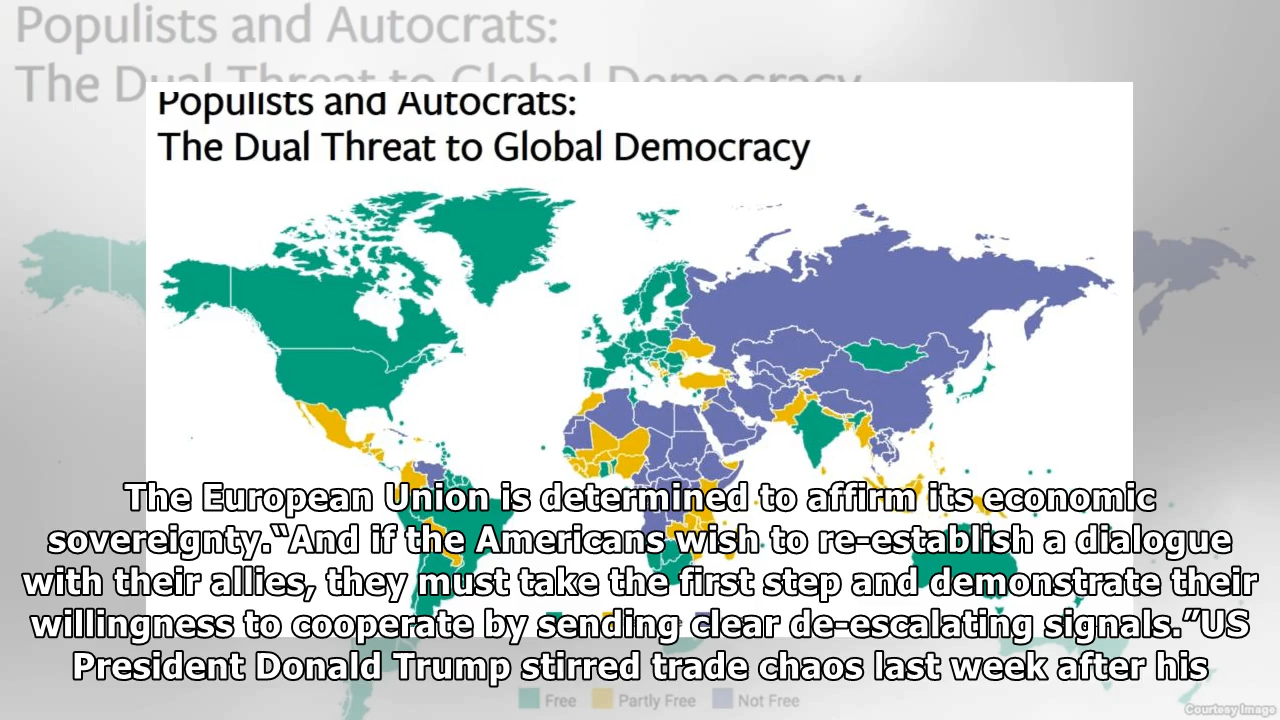 Populists and Autocrats:
The Dual Threat to Global Democracy
Populists and Autocrats:
The Dual Threat to Global Democracy
The European Union is determined to affirm its economic
sovereignty.“And if the Americans wish to re-establish a dialogue
with their allies, they must take the first step and demonstrate their
willingness to cooperate by sending clear de-escalating signals.”US
President Donald Trump stirred trade chaos last week after his
Free Partly Free Not Free
Courtesy Image